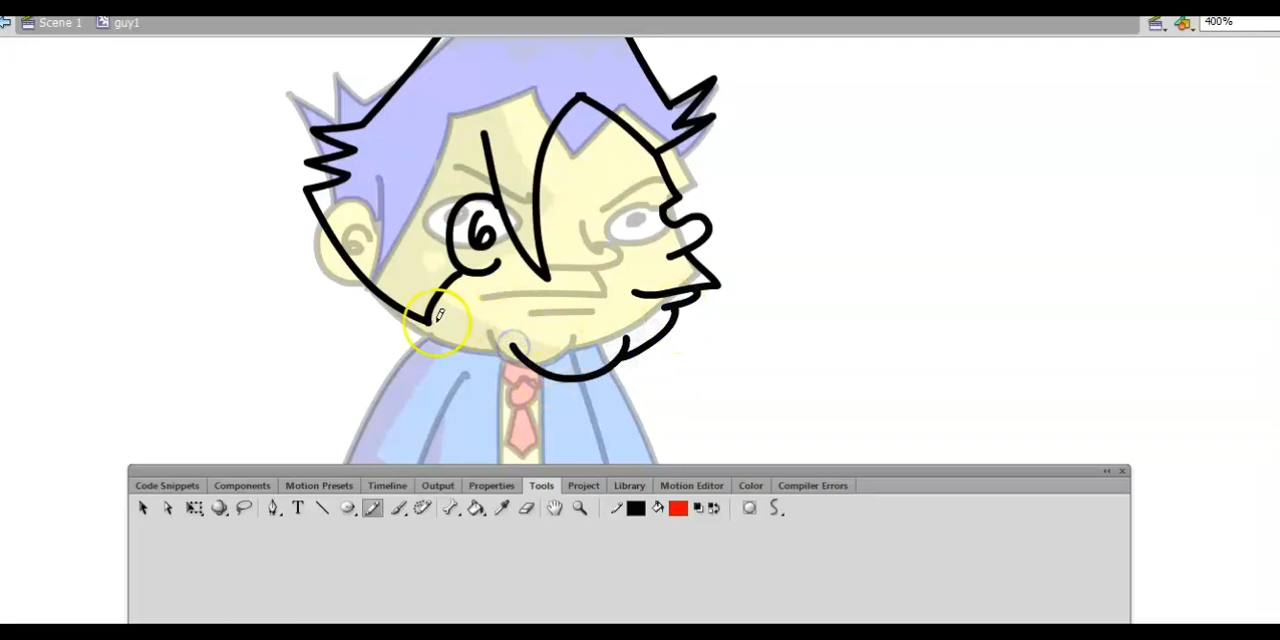 Scene 1 guy1 400%
Code Snippets Components Motion Presets Timeline Output Properties Tools Project Library Motion Editor Color Compiler Errors